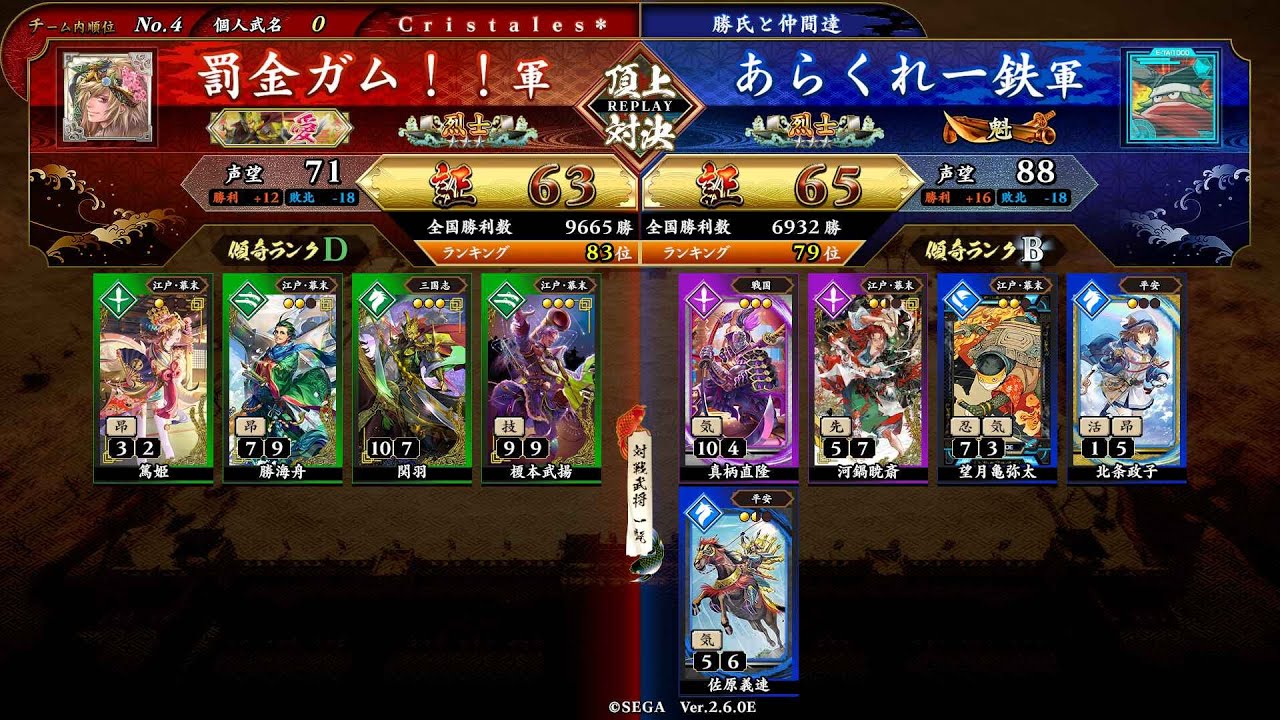 チーム内順位 No.4 個人武名 0 Cristales* 勝氏と仲間達
罰金ガム！！軍 頂上 REPLAY 対決 あらくれ一鉄軍
愛 烈士 烈士 魁
声望 71 証 63 証 65 声望 88
勝利 +12 敗北 -18 勝利 +16 敗北 -18
全国勝利数 9665勝 全国勝利数 6932勝
傾奇ランクD ランキング 83位 ランキング 79位 傾奇ランクB
江戸・幕末 江戸・幕末 三国志 江戸・幕末 戦国 江戸・幕末 江戸・幕末 平安
昂 昂 技 気 先 忍 気 活 昂
3 2 7 9 10 7 9 9 10 4 5 7 7 3 1 5
篤姫 勝海舟 関羽 榎本武揚 真柄直隆 河鍋暁斎 望月亀弥太 北条政子
対戦武将一覧
平安
気
5 6
佐原義連
©SEGA Ver.2.6.0E